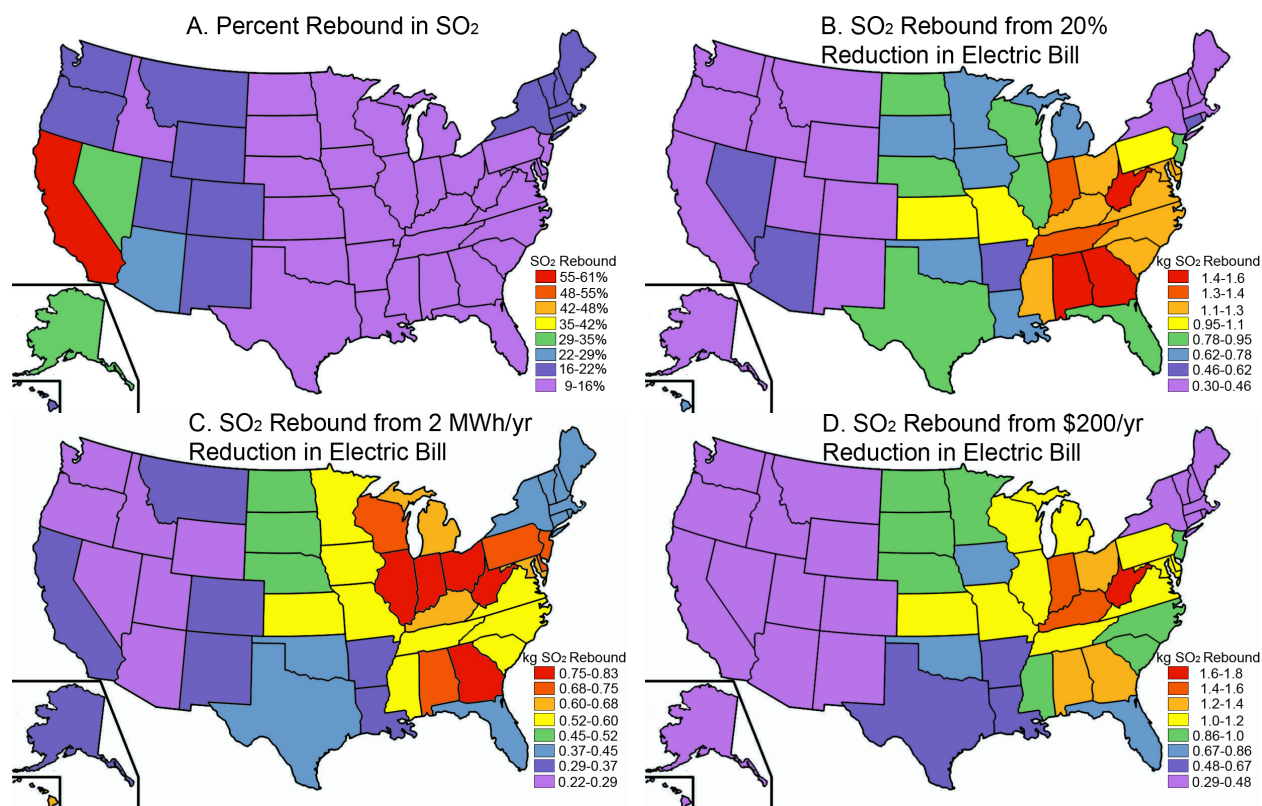 A. Percent Rebound in SO₂
SO₂ Rebound
55-61%
48-55%
42-48%
35-42%
29-35%
22-29%
16-22%
9-16%
B. SO₂ Rebound from 20%
Reduction in Electric Bill
kg SO₂ Rebound
1.4-1.6
1.3-1.4
1.1-1.3
0.95-1.1
0.78-0.95
0.62-0.78
0.46-0.62
0.30-0.46
C. SO₂ Rebound from 2 MWh/yr
Reduction in Electric Bill
kg SO₂ Rebound
0.75-0.83
0.68-0.75
0.60-0.68
0.52-0.60
0.45-0.52
0.37-0.45
0.29-0.37
0.22-0.29
D. SO₂ Rebound from $200/yr
Reduction in Electric Bill
kg SO₂ Rebound
1.6-1.8
1.4-1.6
1.2-1.4
1.0-1.2
0.86-1.0
0.67-0.86
0.48-0.67
0.29-0.48